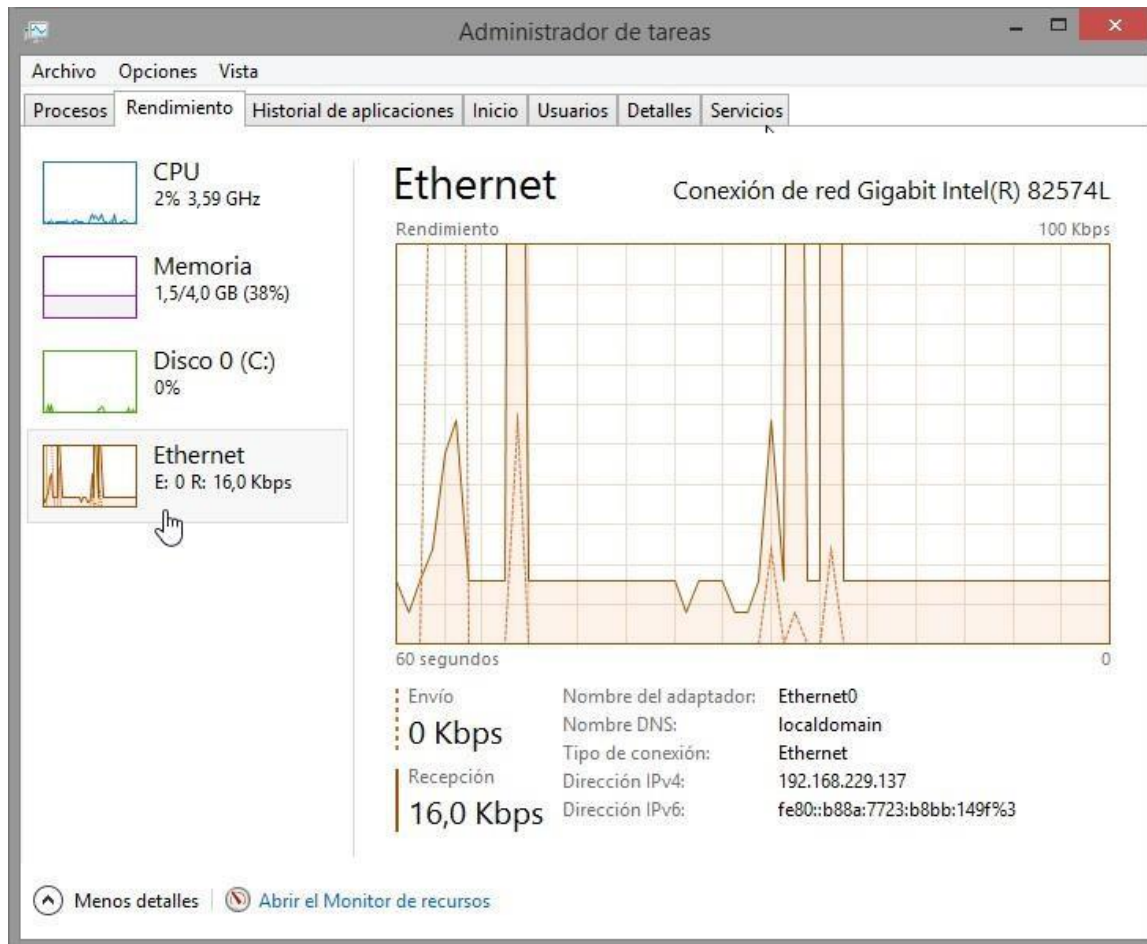 Administrador de tareas
Archivo Opciones Vista
Procesos Rendimiento Historial de aplicaciones Inicio Usuarios Detalles Servicios
CPU
2% 3,59 GHz
Memoria
1,5/4,0 GB (38%)
Disco 0 (C:)
0%
Ethernet
E: 0 R: 16,0 Kbps
Ethernet Conexión de red Gigabit Intel(R) 82574L
Rendimiento 100 Kbps
60 segundos 0
Envío
0 Kbps
Recepción
16,0 Kbps
Nombre del adaptador: Ethernet0
Nombre DNS: localdomain
Tipo de conexión: Ethernet
Dirección IPv4: 192.168.229.137
Dirección IPv6: fe80::b88a:7723:b8bb:149f%3
Menos detalles Abrir el Monitor de recursos